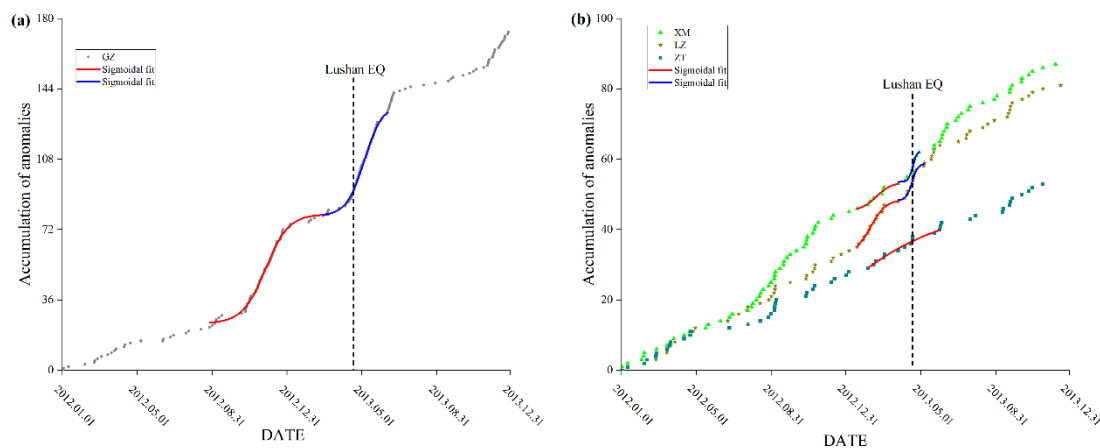 (a)
180
144
108
72
36
0
Accumulation of anomalies
GZ
Sigmoidal fit
Sigmoidal fit
Lushan EQ
2012.01.01
2012.05.01
2012.08.31
2012.12.31
2013.05.01
2013.08.31
2013.12.31
DATE
(b)
100
80
60
40
20
0
Accumulation of anomalies
XM
LZ
ZT
Sigmoidal fit
Sigmoidal fit
Lushan EQ
2012.01.01
2012.05.01
2012.08.31
2012.12.31
2013.05.01
2013.08.31
2013.12.31
DATE